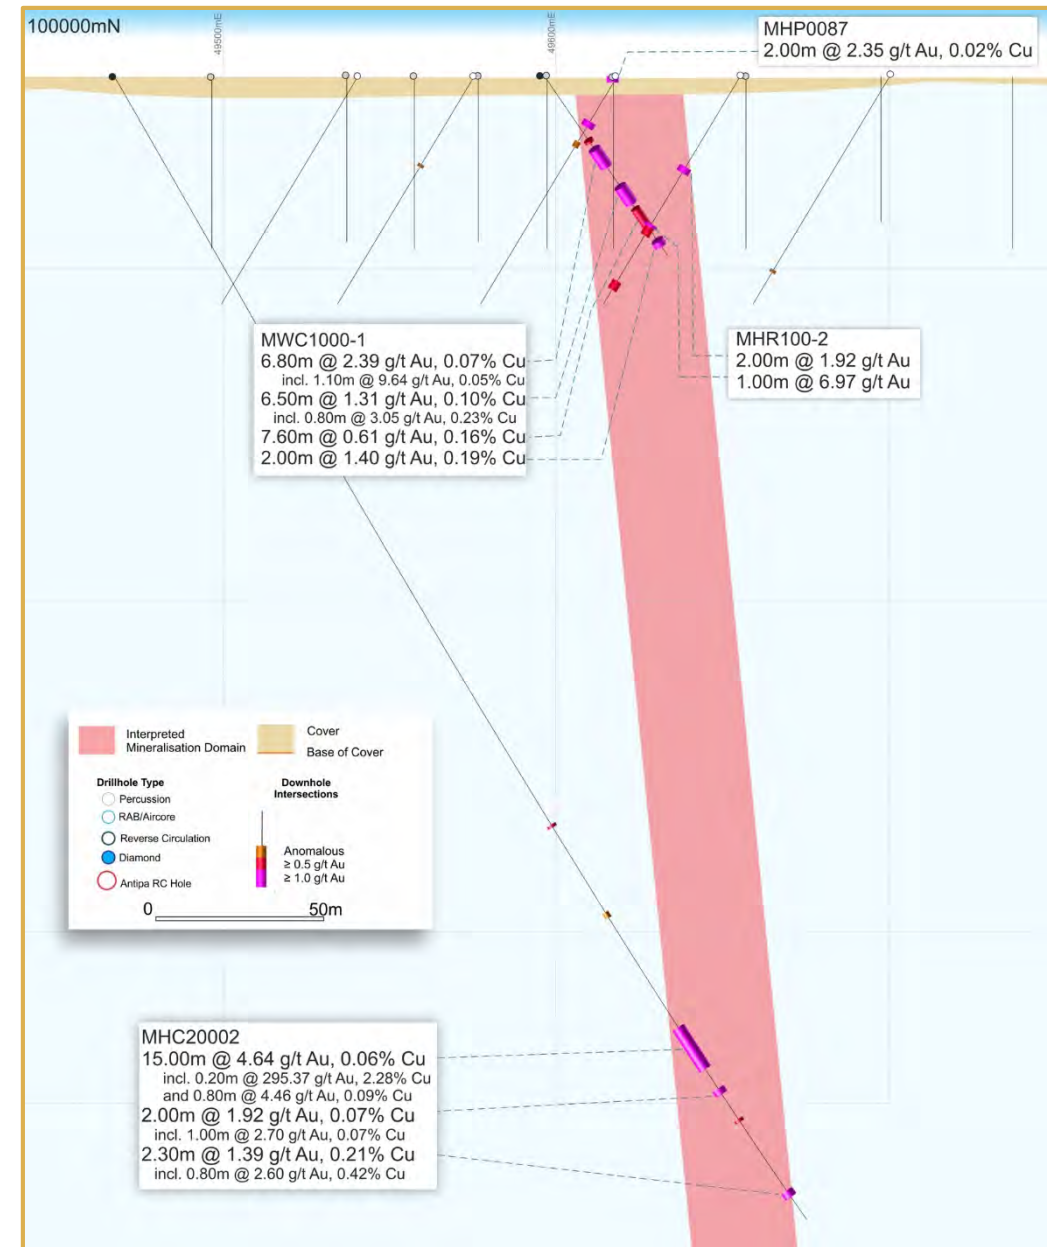 100000mN
49500mE
49600mE
MHP0087
2.00m @ 2.35 g/t Au, 0.02% Cu
MWC1000-1
6.80m @ 2.39 g/t Au, 0.07% Cu
incl. 1.10m @ 9.64 g/t Au, 0.05% Cu
6.50m @ 1.31 g/t Au, 0.10% Cu
incl. 0.80m @ 3.05 g/t Au, 0.23% Cu
7.60m @ 0.61 g/t Au, 0.16% Cu
2.00m @ 1.40 g/t Au, 0.19% Cu
MHR100-2
2.00m @ 1.92 g/t Au
1.00m @ 6.97 g/t Au
Interpreted
Mineralisation Domain
Cover
Base of Cover
Drillhole Type
Percussion
RAB/Aircore
Reverse Circulation
Diamond
Antipa RC Hole
Downhole
Intersections
Anomalous
≥ 0.5 g/t Au
≥ 1.0 g/t Au
0 50m
MHC20002
15.00m @ 4.64 g/t Au, 0.06% Cu
incl. 0.20m @ 295.37 g/t Au, 2.28% Cu
and 0.80m @ 4.46 g/t Au, 0.09% Cu
2.00m @ 1.92 g/t Au, 0.07% Cu
incl. 1.00m @ 2.70 g/t Au, 0.07% Cu
2.30m @ 1.39 g/t Au, 0.21% Cu
incl. 0.80m @ 2.60 g/t Au, 0.42% Cu